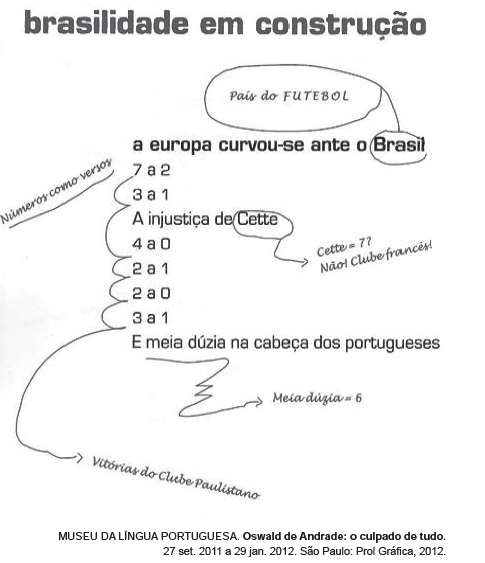 brasilidade em construção
País do FUTEBOL
a europa curvou-se ante o Brasil
7 a 2
Números como versos
3 a 1
A injustiça de Cette
4 a 0
Cette = 7?
Não! Clube francês!
2 a 1
2 a 0
3 a 1
E meia dúzia na cabeça dos portugueses
Meia dúzia = 6
Vitórias do Clube Paulistano
MUSEU DA LÍNGUA PORTUGUESA. Oswald de Andrade: o culpado de tudo.
27 set. 2011 a 29 jan. 2012. São Paulo: Prol Gráfica, 2012.